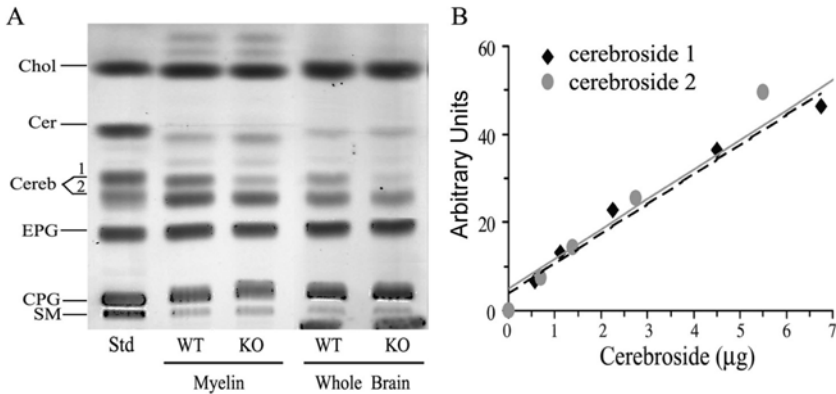 A
Chol
Cer
Cereb 1
2
EPG
CPG
SM
Std WT KO WT KO
Myelin Whole Brain
B
60
40
20
0
cerebroside 1
cerebroside 2
Arbitrary Units
1 2 3 4 5 6 7
Cerebroside (µg)